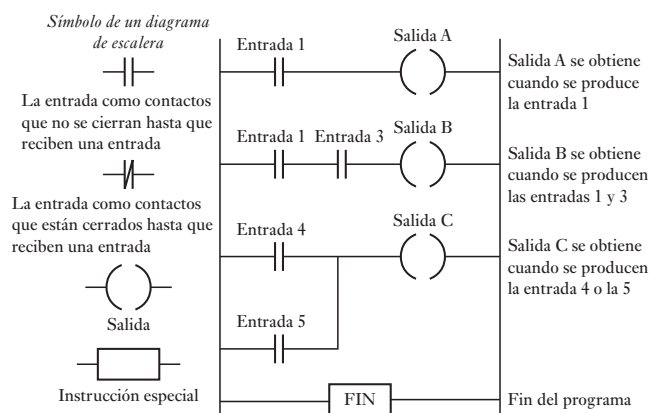 Símbolo de un diagrama
de escalera
La entrada como contactos
que no se cierran hasta que
reciben una entrada
La entrada como contactos
que están cerrados hasta que
reciben una entrada
Salida
Instrucción especial
Entrada 1
Salida A
Salida A se obtiene
cuando se produce
la entrada 1
Entrada 1
Entrada 3
Salida B
Salida B se obtiene
cuando se producen
las entradas 1 y 3
Entrada 4
Salida C
Salida C se obtiene
cuando se producen
la entrada 4 o la 5
Entrada 5
FIN
Fin del programa